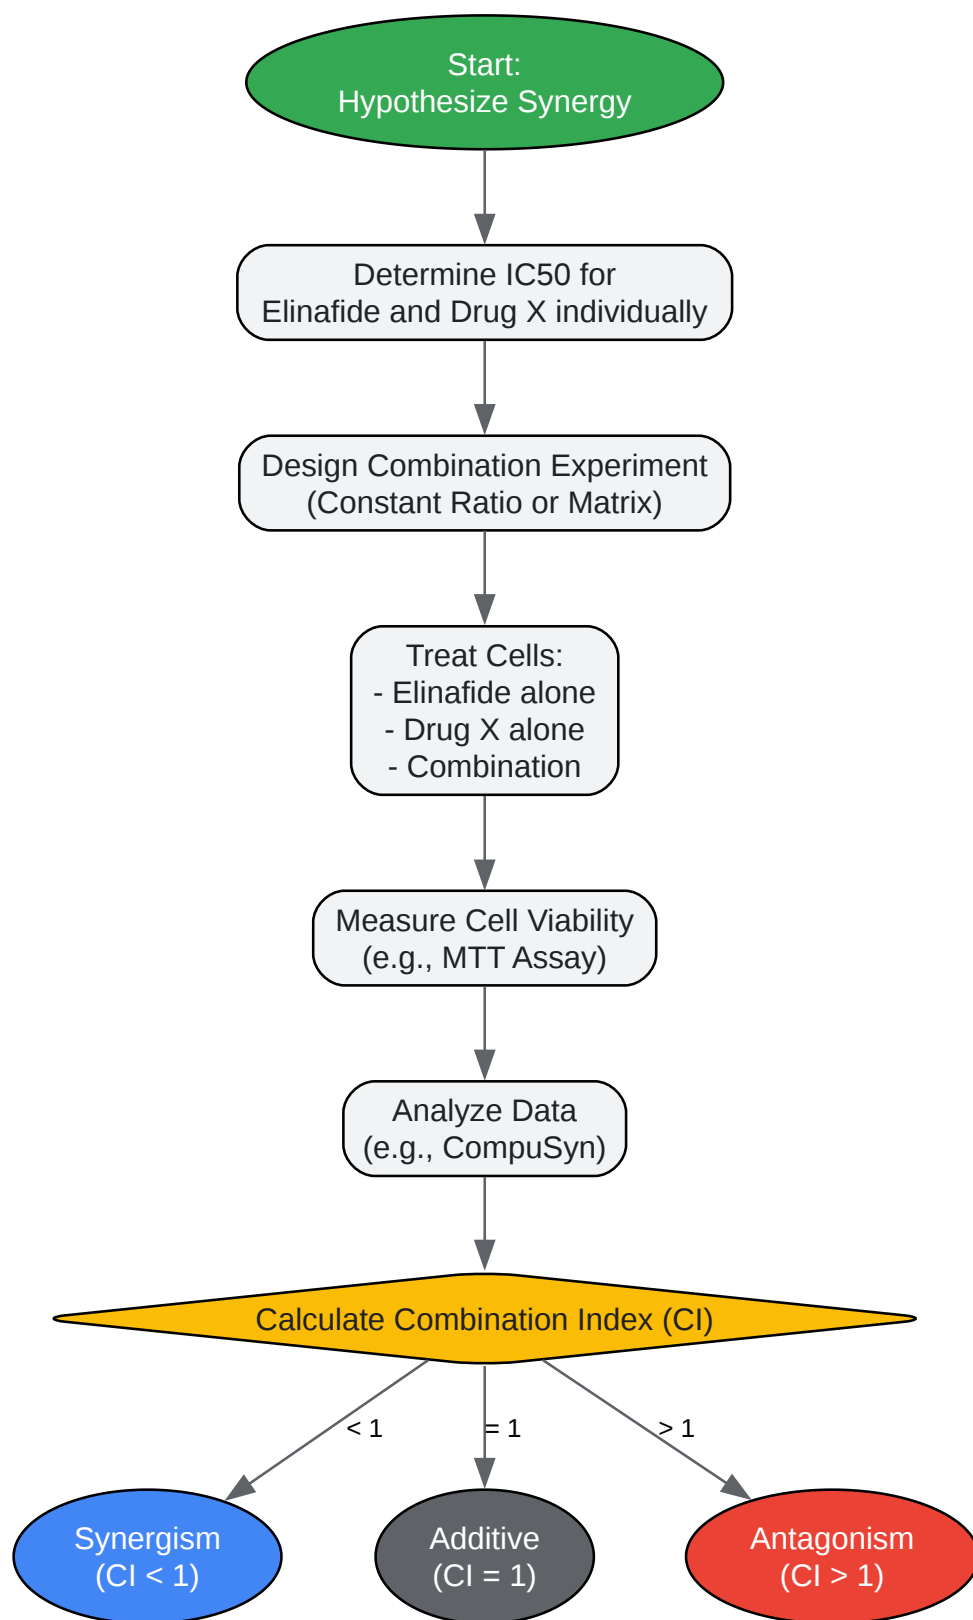 Start:
Hypothesize Synergy
Determine IC50 for
Elinafide and Drug X individually
Design Combination Experiment
(Constant Ratio or Matrix)
Treat Cells:
- Elinafide alone
- Drug X alone
- Combination
Measure Cell Viability
(e.g., MTT Assay)
Analyze Data
(e.g., CompuSyn)
Calculate Combination Index (CI)
< 1
= 1
> 1
Synergism
(CI < 1)
Additive
(CI = 1)
Antagonism
(CI > 1)